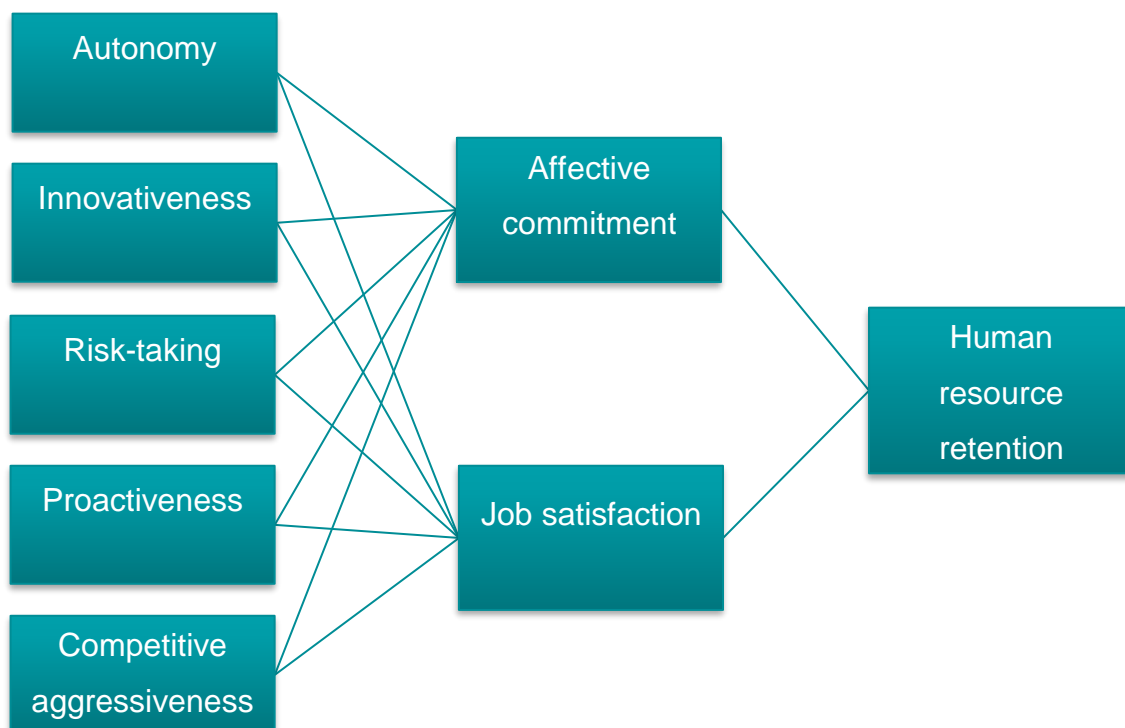 Autonomy
Innovativeness
Risk-taking
Proactiveness
Competitive
aggressiveness
Affective
commitment
Job satisfaction
Human
resource
retention